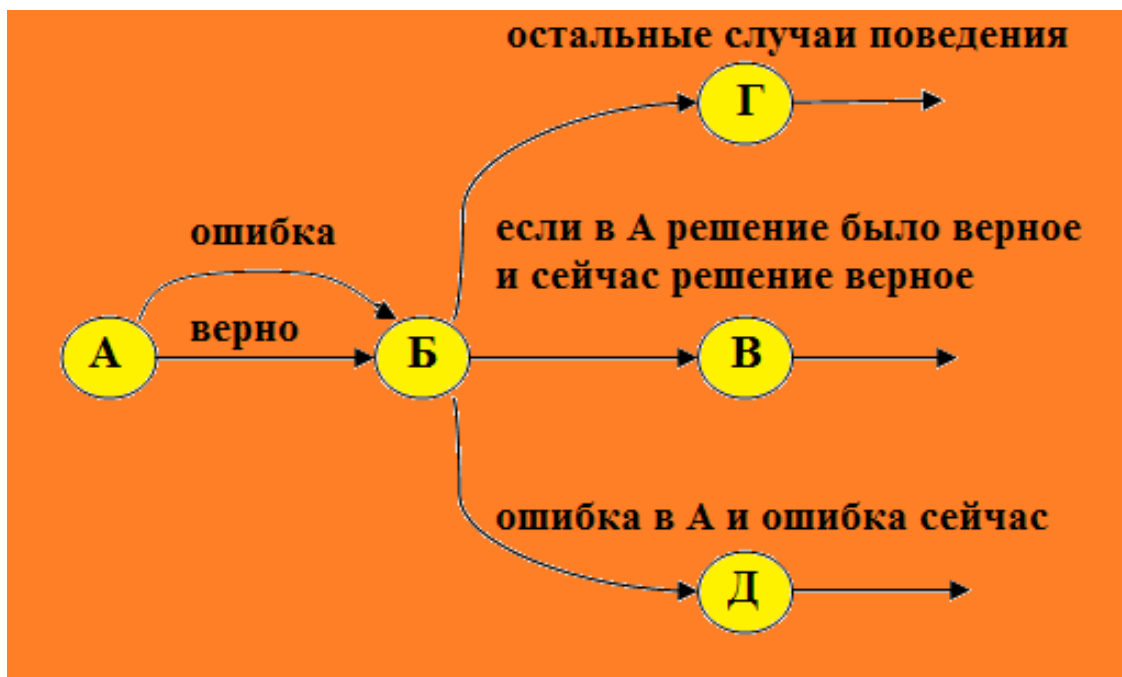 остальные случаи поведения
Г
если в А решение было верное
и сейчас решение верное
ошибка
верно
А
Б
В
ошибка в А и ошибка сейчас
Д